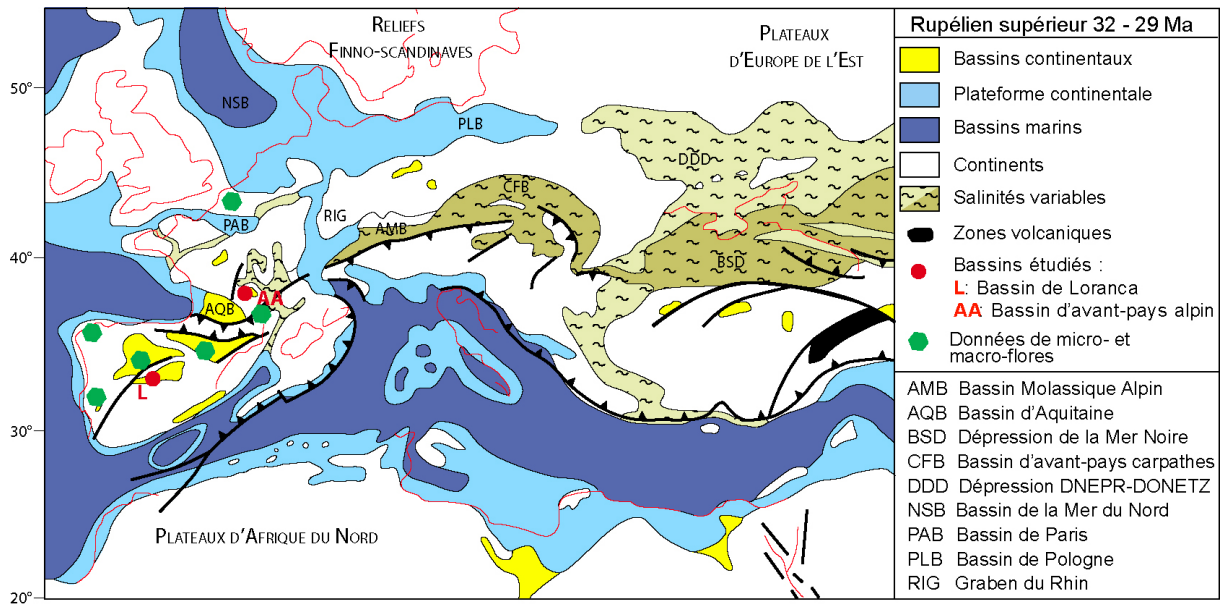 Reliefs
Finno-scandinaves
Plateaux
d'Europe de l'Est
50°
40°
30°
20°
NSB
PLB
DDD
CFB
RIG
PAB
AMB
BSD
AA
AQB
L
Plateaux d'Afrique du Nord
Rupélien supérieur 32 - 29 Ma
Bassins continentaux
Plateforme continentale
Bassins marins
Continents
Salinités variables
Zones volcaniques
Bassins étudiés :
L: Bassin de Loranca
AA: Bassin d'avant-pays alpin
Données de micro- et
macro-flores
AMB Bassin Molassique Alpin
AQB Bassin d'Aquitaine
BSD Dépression de la Mer Noire
CFB Bassin d'avant-pays carpathes
DDD Dépression DNEPR-DONETZ
NSB Bassin de la Mer du Nord
PAB Bassin de Paris
PLB Bassin de Pologne
RIG Graben du Rhin